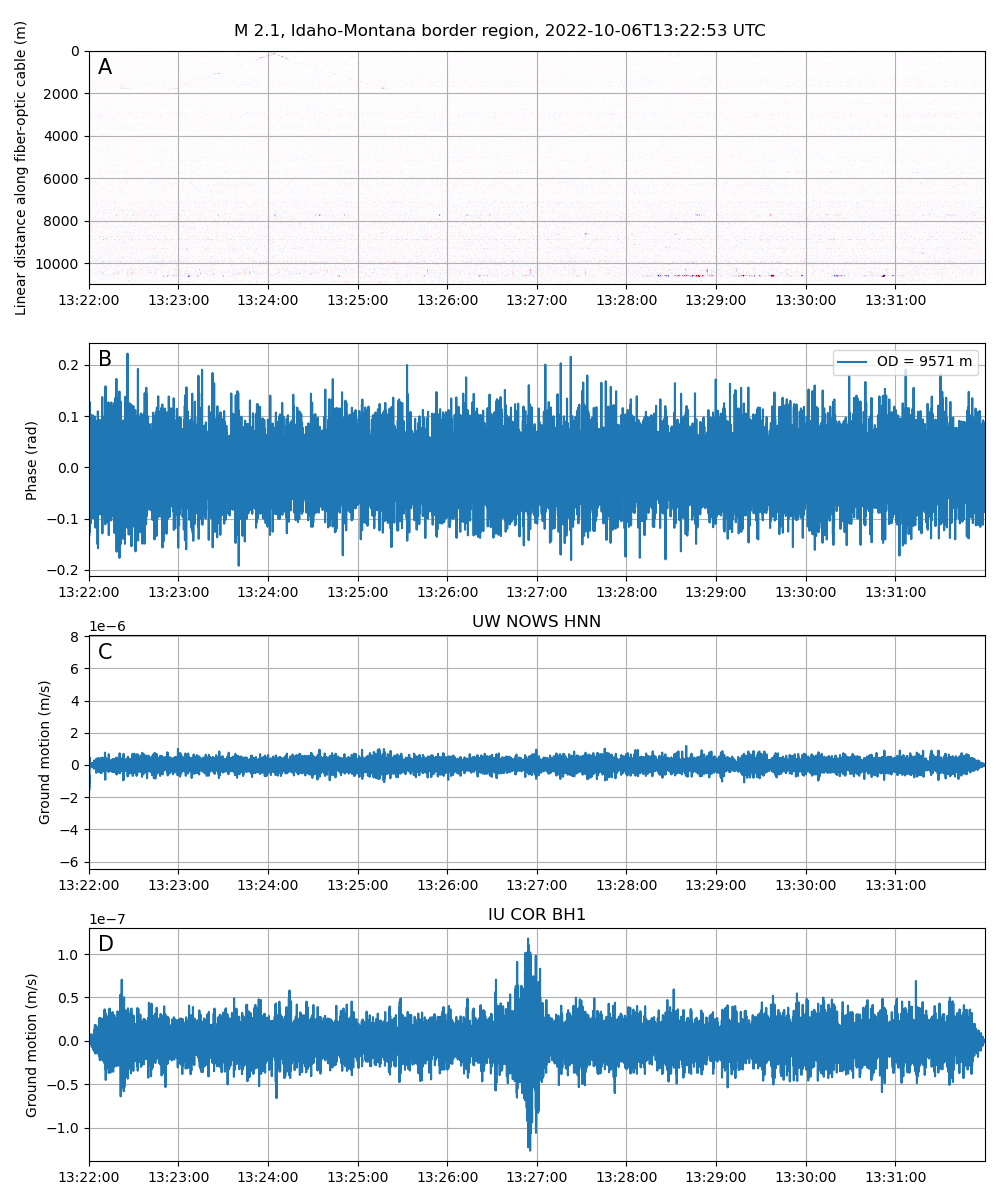 M 2.1, Idaho-Montana border region, 2022-10-06T13:22:53 UTC
A
Linear distance along fiber-optic cable (m)
0
2000
4000
6000
8000
10000
13:22:00 13:23:00 13:24:00 13:25:00 13:26:00 13:27:00 13:28:00 13:29:00 13:30:00 13:31:00
B
OD = 9571 m
Phase (rad)
0.2
0.1
0.0
−0.1
−0.2
13:22:00 13:23:00 13:24:00 13:25:00 13:26:00 13:27:00 13:28:00 13:29:00 13:30:00 13:31:00
UW NOWS HNN
1e−6
C
Ground motion (m/s)
8
6
4
2
0
−2
−4
−6
13:22:00 13:23:00 13:24:00 13:25:00 13:26:00 13:27:00 13:28:00 13:29:00 13:30:00 13:31:00
IU COR BH1
1e−7
D
Ground motion (m/s)
1.0
0.5
0.0
−0.5
−1.0
13:22:00 13:23:00 13:24:00 13:25:00 13:26:00 13:27:00 13:28:00 13:29:00 13:30:00 13:31:00